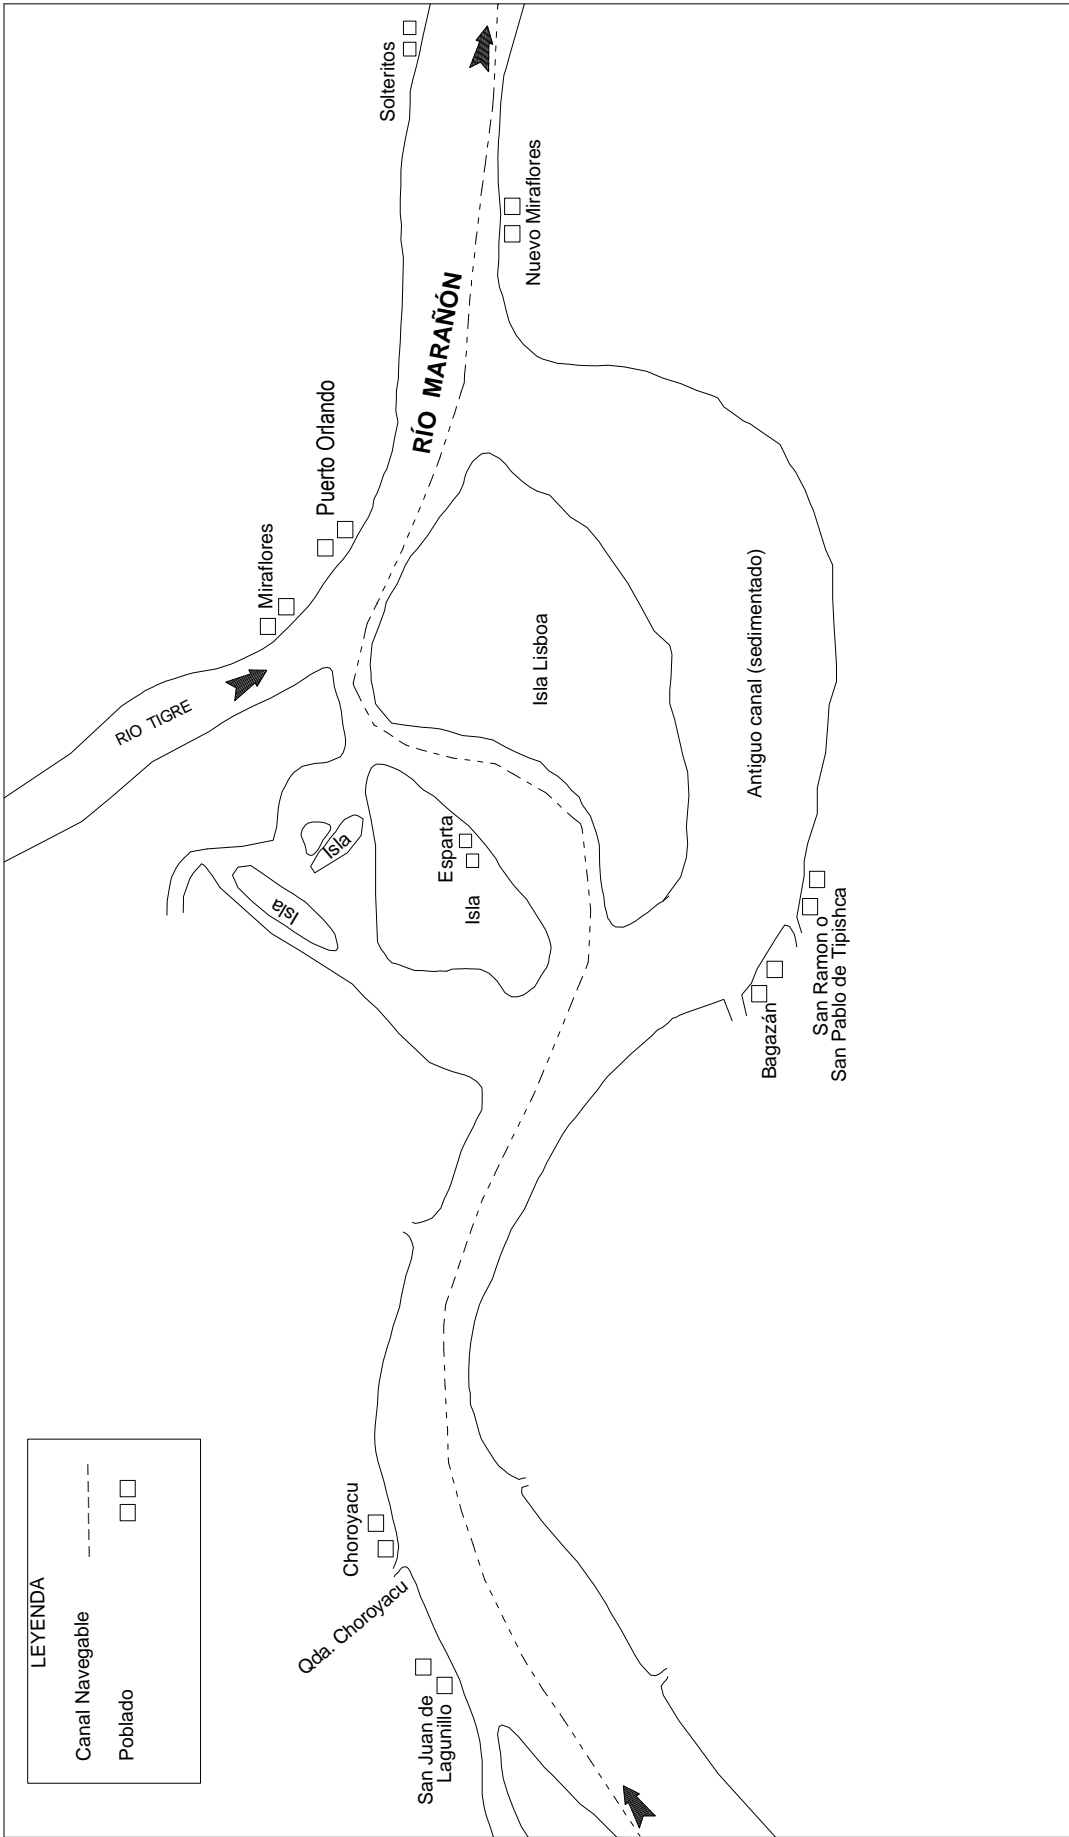 LEYENDA
Canal Navegable
Poblado
San Juan de
Lagunillo
Qda. Choroyacu
Choroyacu
Isla
Isla
Esparta
Isla
RIO TIGRE
Miraflores
Puerto Orlando
RÍO MARAÑÓN
Solteritos
Nuevo Miraflores
Isla Lisboa
Antiguo canal (sedimentado)
Bagazán
San Ramon o
San Pablo de Tipishca